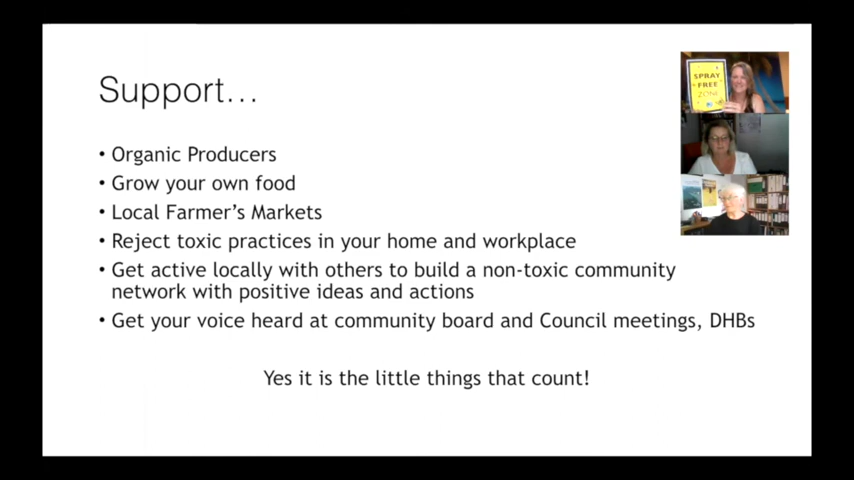 Support…
• Organic Producers
• Grow your own food
• Local Farmer's Markets
• Reject toxic practices in your home and workplace
• Get active locally with others to build a non-toxic community
network with positive ideas and actions
• Get your voice heard at community board and Council meetings, DHBs
Yes it is the little things that count!
SPRAY
FREE
ZONE